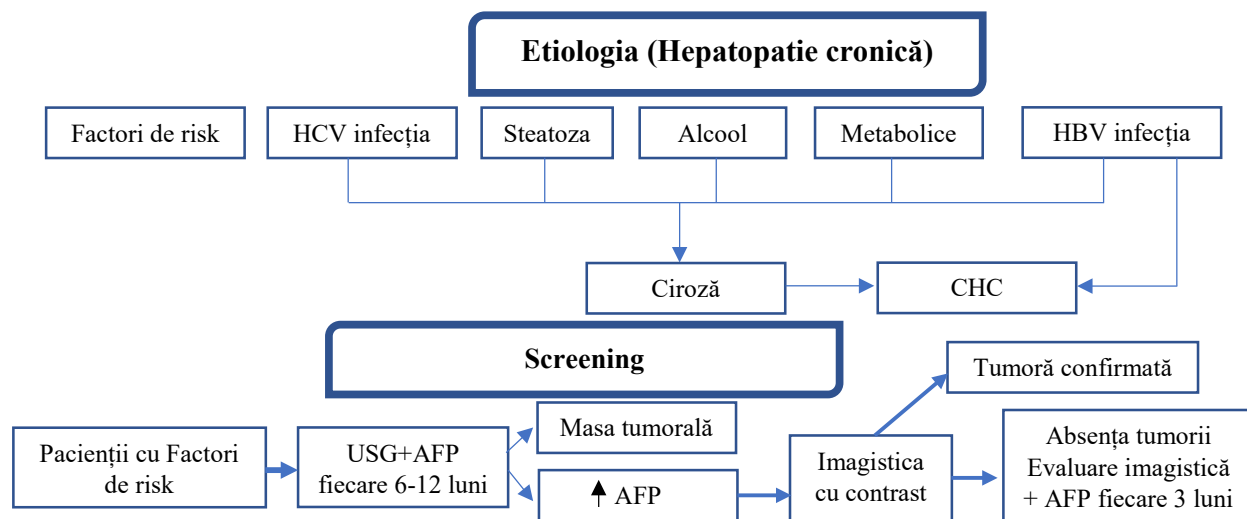 Etiologia (Hepatopatie cronică)
Factori de risk
HCV infecția
Steatoza
Alcool
Metabolice
HBV infecția
Ciroză
CHC
Screening
Tumoră confirmată
Masa tumorală
Pacienții cu Factori
de risk
USG+AFP
fiecare 6-12 luni
AFP
Imagistica
cu contrast
Absența tumorii
Evaluare imagistică
+ AFP fiecare 3 luni